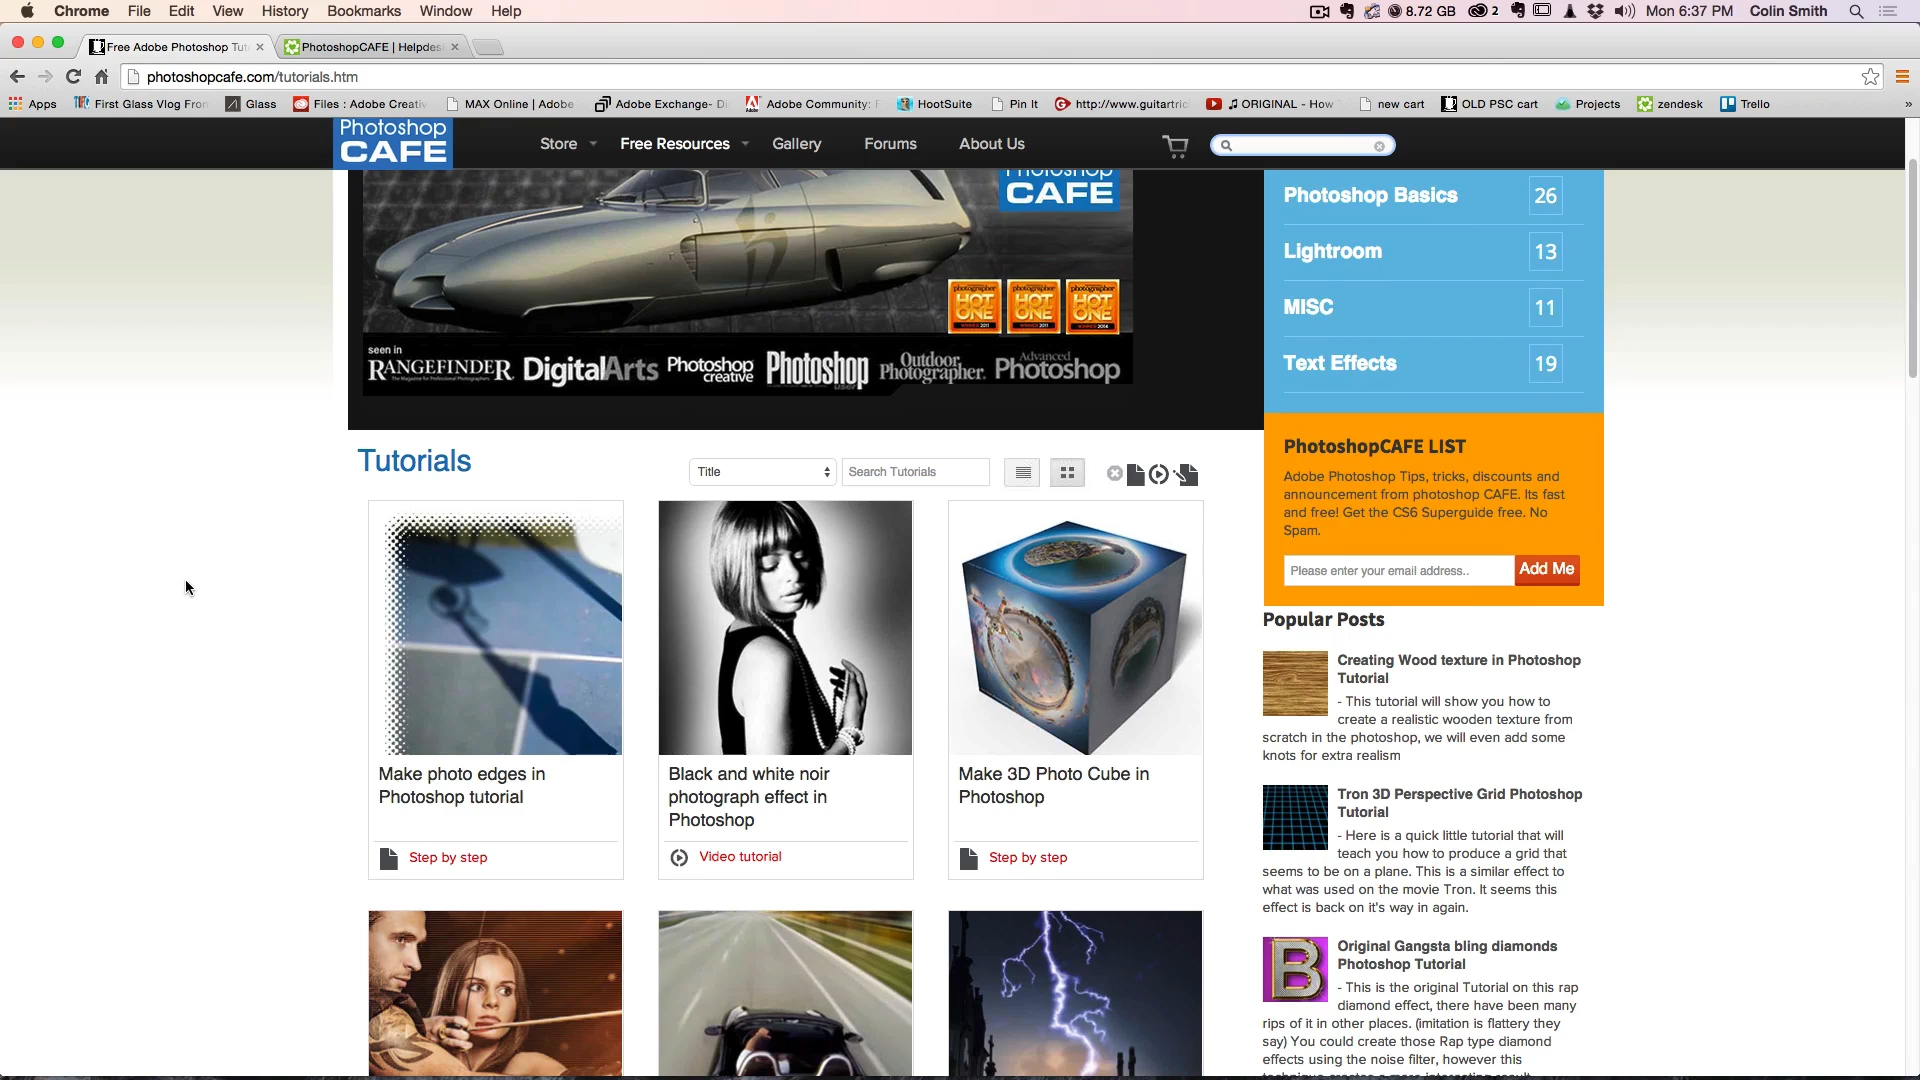 Chrome File Edit View History Bookmarks Window Help 8.72 GB 2 Mon 6:37 PM Colin Smith
Free Adobe Photoshop Tut PhotoshopCAFE | Helpdes
photoshopcafe.com/tutorials.htm
Apps First Glass Vlog Fron Glass Files : Adobe Creativ MAX Online | Adobe Adobe Exchange- Di Adobe Community: F HootSuite Pin It http://www.guitartric ♫ ORIGINAL - How new cart OLD PSC cart Projects zendesk Trello »
Photoshop
CAFE
Store Free Resources Gallery Forums About Us
Photoshop
CAFE
photographer photographer photographer
HOT ONE HOT ONE HOT ONE
WINNER 2011 WINNER 2011 WINNER 2014
seen in
RANGEFINDER DigitalArts Photoshop creative Photoshop user Outdoor Photographer. Advanced Photoshop
Photoshop Basics 26
Lightroom 13
MISC 11
Text Effects 19
PhotoshopCAFE LIST
Adobe Photoshop Tips, tricks, discounts and
announcement from photoshop CAFE. Its fast
and free! Get the CS6 Superguide free. No
Spam.
Please enter your email address.. Add Me
Tutorials
Title Search Tutorials
Make photo edges in
Photoshop tutorial
Step by step
Black and white noir
photograph effect in
Photoshop
Video tutorial
Make 3D Photo Cube in
Photoshop
Step by step
Popular Posts
Creating Wood texture in Photoshop
Tutorial
- This tutorial will show you how to
create a realistic wooden texture from
scratch in the photoshop, we will even add some
knots for extra realism
Tron 3D Perspective Grid Photoshop
Tutorial
- Here is a quick little tutorial that will
teach you how to produce a grid that
seems to be on a plane. This is a similar effect to
what was used on the movie Tron. It seems this
effect is back on it's way in again.
B
Original Gangsta bling diamonds
Photoshop Tutorial
- This is the original Tutorial on this rap
diamond effect, there have been many
rips of it in other places. (imitation is flattery they
say) You could create those Rap type diamond
effects using the noise filter, however this